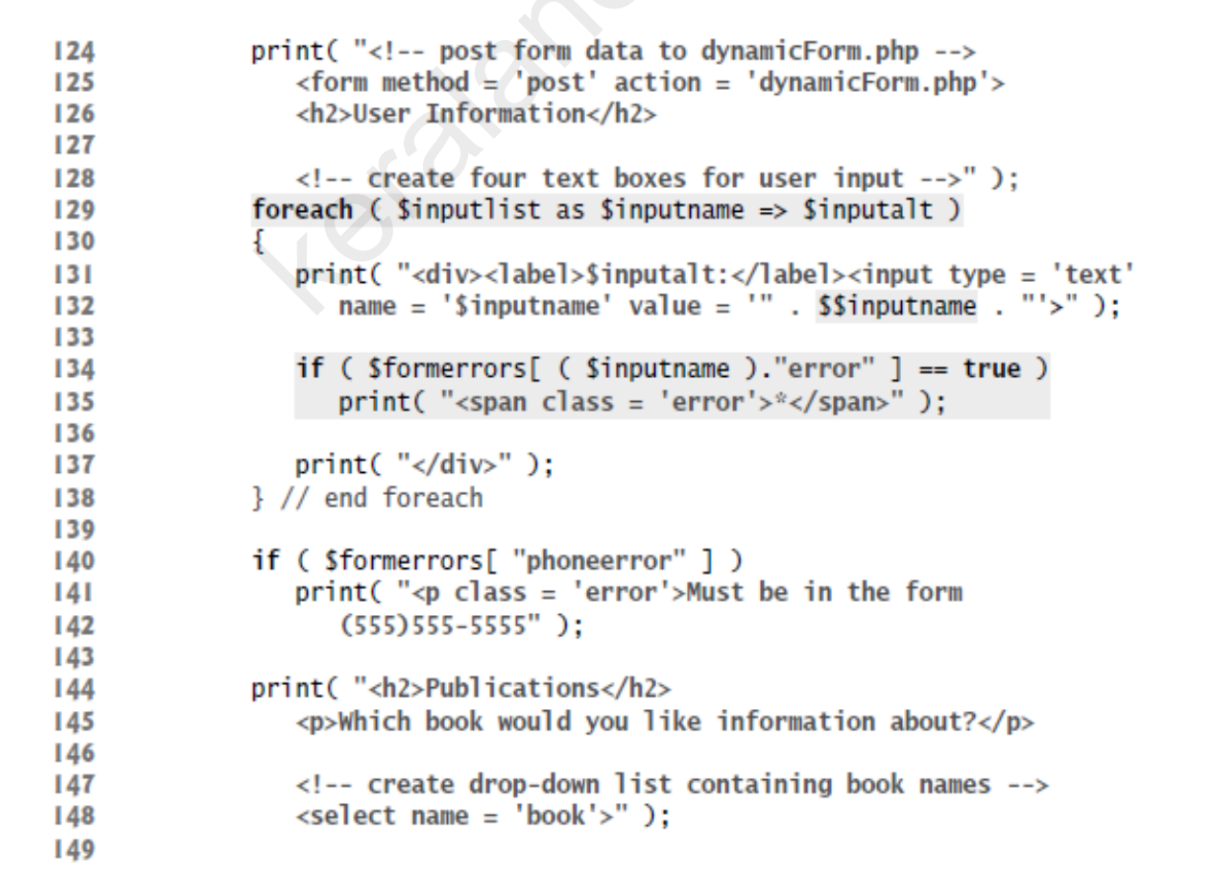 keralano
124 print( "<!-- post form data to dynamicForm.php -->
125 <form method = 'post' action = 'dynamicForm.php'>
126 <h2>User Information</h2>
127
128 <!-- create four text boxes for user input -->" );
129 foreach ( $inputlist as $inputname => $inputalt )
130 {
131 print( "<div><label>$inputalt:</label><input type = 'text'
132 name = '$inputname' value = '" . $$inputname . "'>" );
133
134 if ( $formerrors[ ( $inputname )."error" ] == true )
135 print( "<span class = 'error'>*</span>" );
136
137 print( "</div>" );
138 } // end foreach
139
140 if ( $formerrors[ "phoneerror" ] )
141 print( "<p class = 'error'>Must be in the form
142 (555)555-5555" );
143
144 print( "<h2>Publications</h2>
145 <p>Which book would you like information about?</p>
146
147 <!-- create drop-down list containing book names -->
148 <select name = 'book'>" );
149